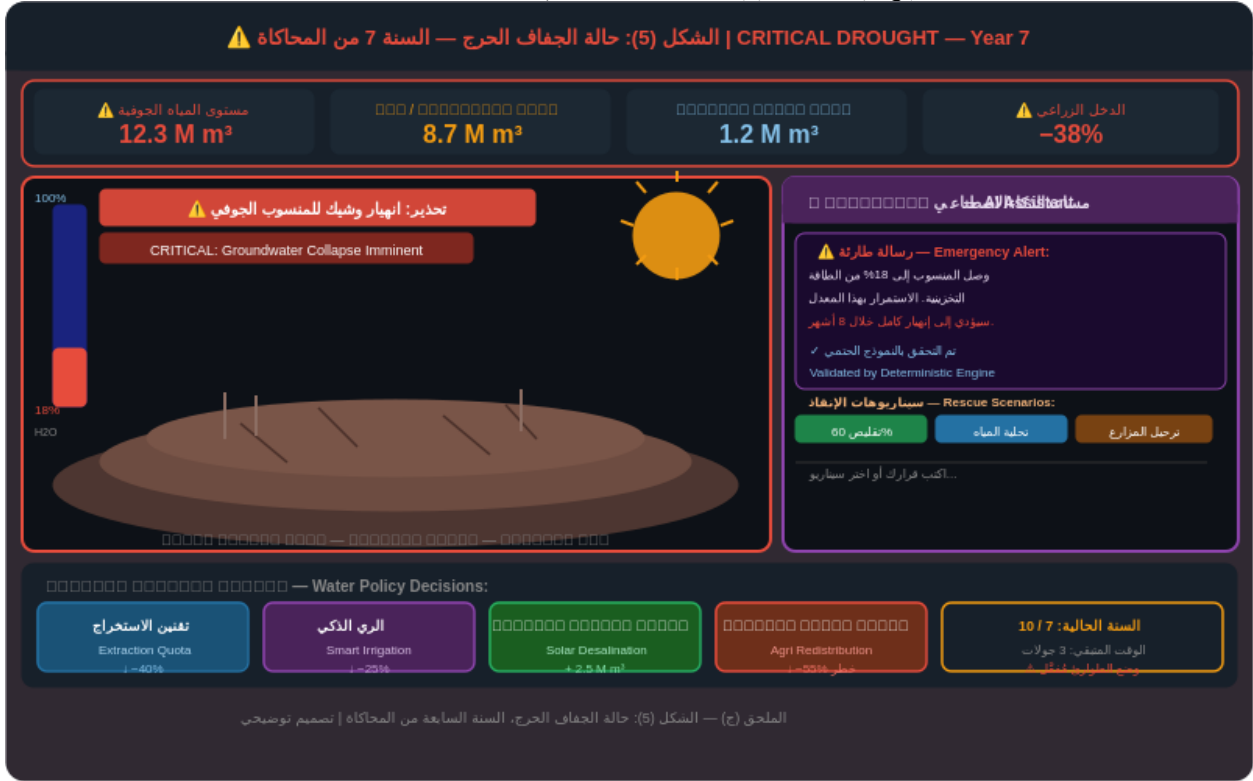 ⚠️ الشكل (5): حالة الجفاف الحرج — السنة 7 من المحاكاة | CRITICAL DROUGHT — Year 7
مستوى المياه الجوفية ⚠️
12.3 M m³
8.7 M m³
1.2 M m³
الدخل الزراعي ⚠️
−38%
100%
تحذير: انهيار وشيك للمنسوب الجوفي ⚠️
CRITICAL: Groundwater Collapse Imminent
18%
H2O
⚠️ رسالة طارئة — Emergency Alert:
وصل المنسوب إلى 18% من الطاقة
التخزينية. الاستمرار بهذا المعدل
سيؤدي إلى إنهيار كامل خلال 8 أشهر.
تم التحقق بالنموذج الحتمي ✓
Validated by Deterministic Engine
سيناريوهات الإنقاذ — Rescue Scenarios:
تقليص 60%
تحلية المياه
ترحيل المزارع
اكتب قرارك أو اختر سيناريو...
— Water Policy Decisions:
تقنين الاستخراج
Extraction Quota
↓ −40%
الري الذكي
Smart Irrigation
↓ −25%
Solar Desalination
+ 2.5 M m³
Agri Redistribution
↓ −55% خطر
السنة الحالية: 7 / 10
الوقت المتبقي: 3 جولات
الملحق (ج) — الشكل (5): حالة الجفاف الحرج، السنة السابعة من المحاكاة | تصميم توضيحي